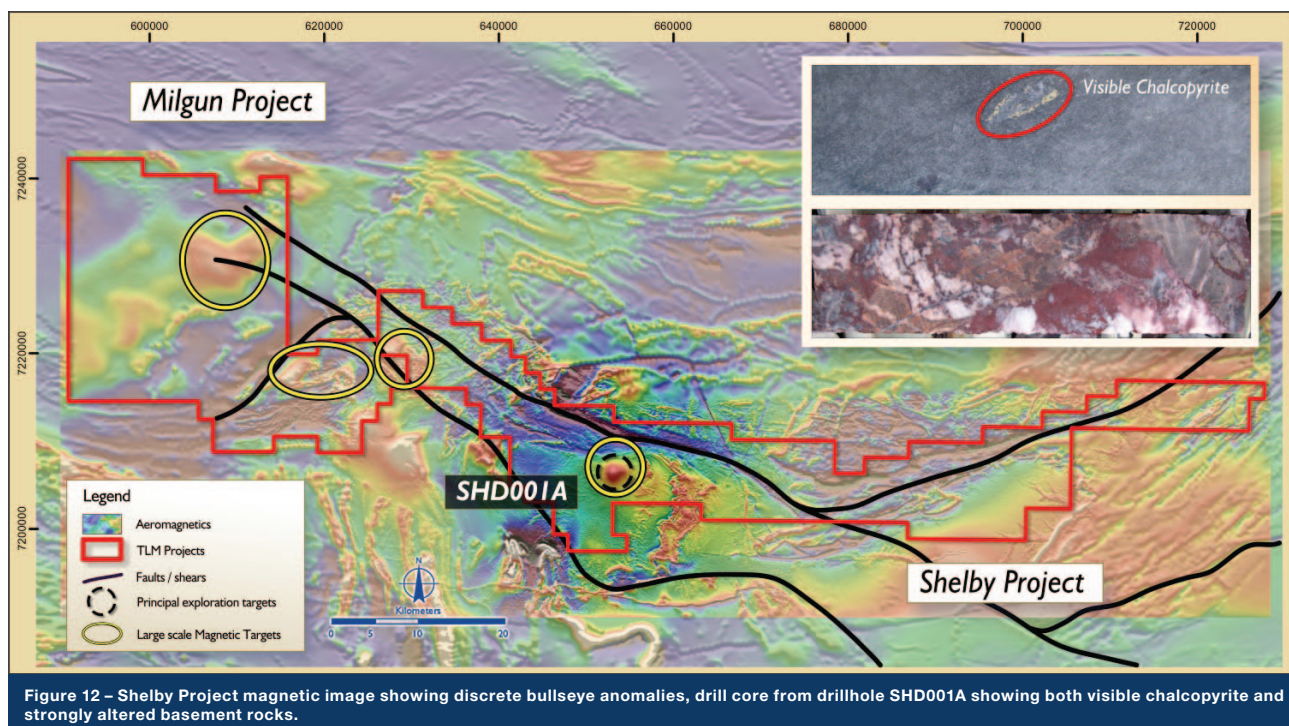 600000 620000 640000 660000 680000 700000 720000
Milgun Project
Visible Chalcopyrite
7240000
7220000
7200000
SHD001A
Shelby Project
Legend
Aeromagnetics
TLM Projects
Faults / shears
Principal exploration targets
Large scale Magnetic Targets
N
Kilometers
0 5 10 20
Figure 12 – Shelby Project magnetic image showing discrete bullseye anomalies, drill core from drillhole SHD001A showing both visible chalcopyrite and
strongly altered basement rocks.